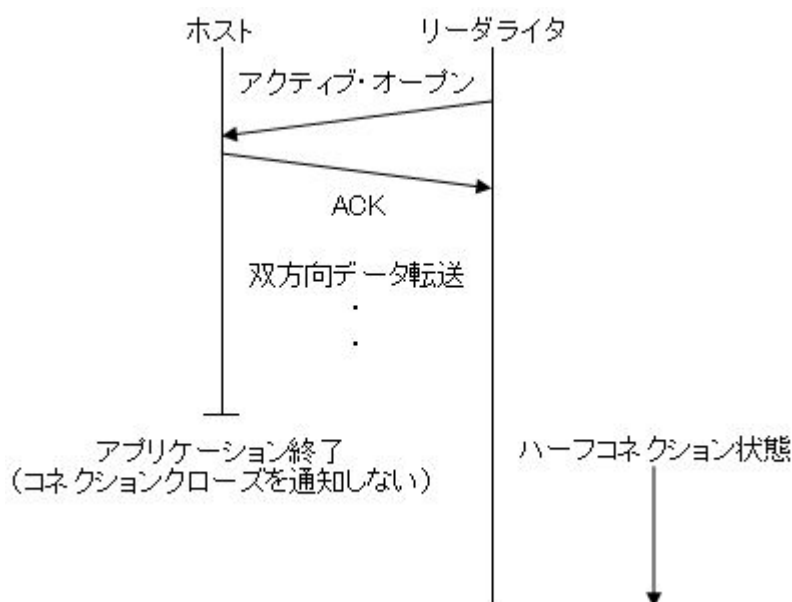 ホスト
リーダライタ
アクティブ・オープン
ACK
双方向データ転送
・
・
アプリケーション終了
(コネクションクローズを通知しない)
ハーフコネクション状態